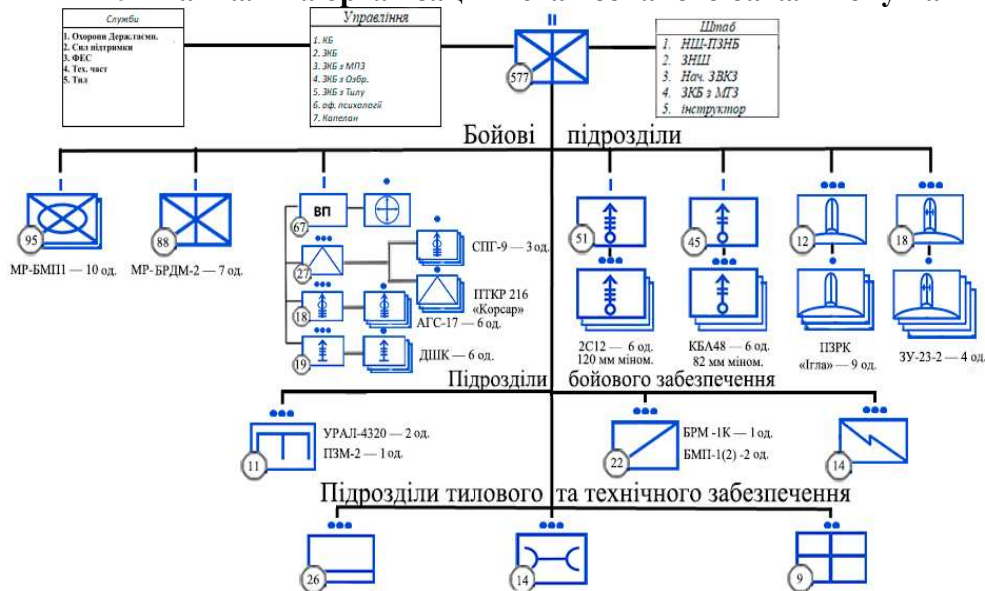 Служби
1. Охорони Держ.таємн.
2. Сил підтримки
3. ФЕС
4. Тех. част
5. Тил
Управління
1. КБ
2. ЗКБ
3. ЗКБ з МПЗ
4. ЗКБ з Озбр.
5. ЗКБ з Тилу
6. оф. психології
7. Капелан
577
Штаб
1. НШ-ПЗНБ
2. ЗНШ
3. Нач. ЗВКЗ
4. ЗКБ з МТЗ
5. інструктор
Бойові підрозділи
95
МР-БМП1 — 10 од.
88
МР- БРДМ-2 — 7 од.
ВП
67
27
СПГ-9 — 3 од.
ПТКР 216
«Корсар»
18
АГС-17 — 6 од.
19
ДШК — 6 од.
51
2С12 — 6 од.
120 мм міном.
45
КБА48 — 6 од.
82 мм міном.
12
ПЗРК
«Ігла» — 9 од.
18
ЗУ-23-2 — 4 од.
Підрозділи бойового забезпечення
11
УРАЛ-4320 — 2 од.
ПЗМ-2 — 1 од.
22
БРМ -1К — 1 од.
БМП-1(2) -2 од.
14
Підрозділи тилового та технічного забезпечення
26
14
9